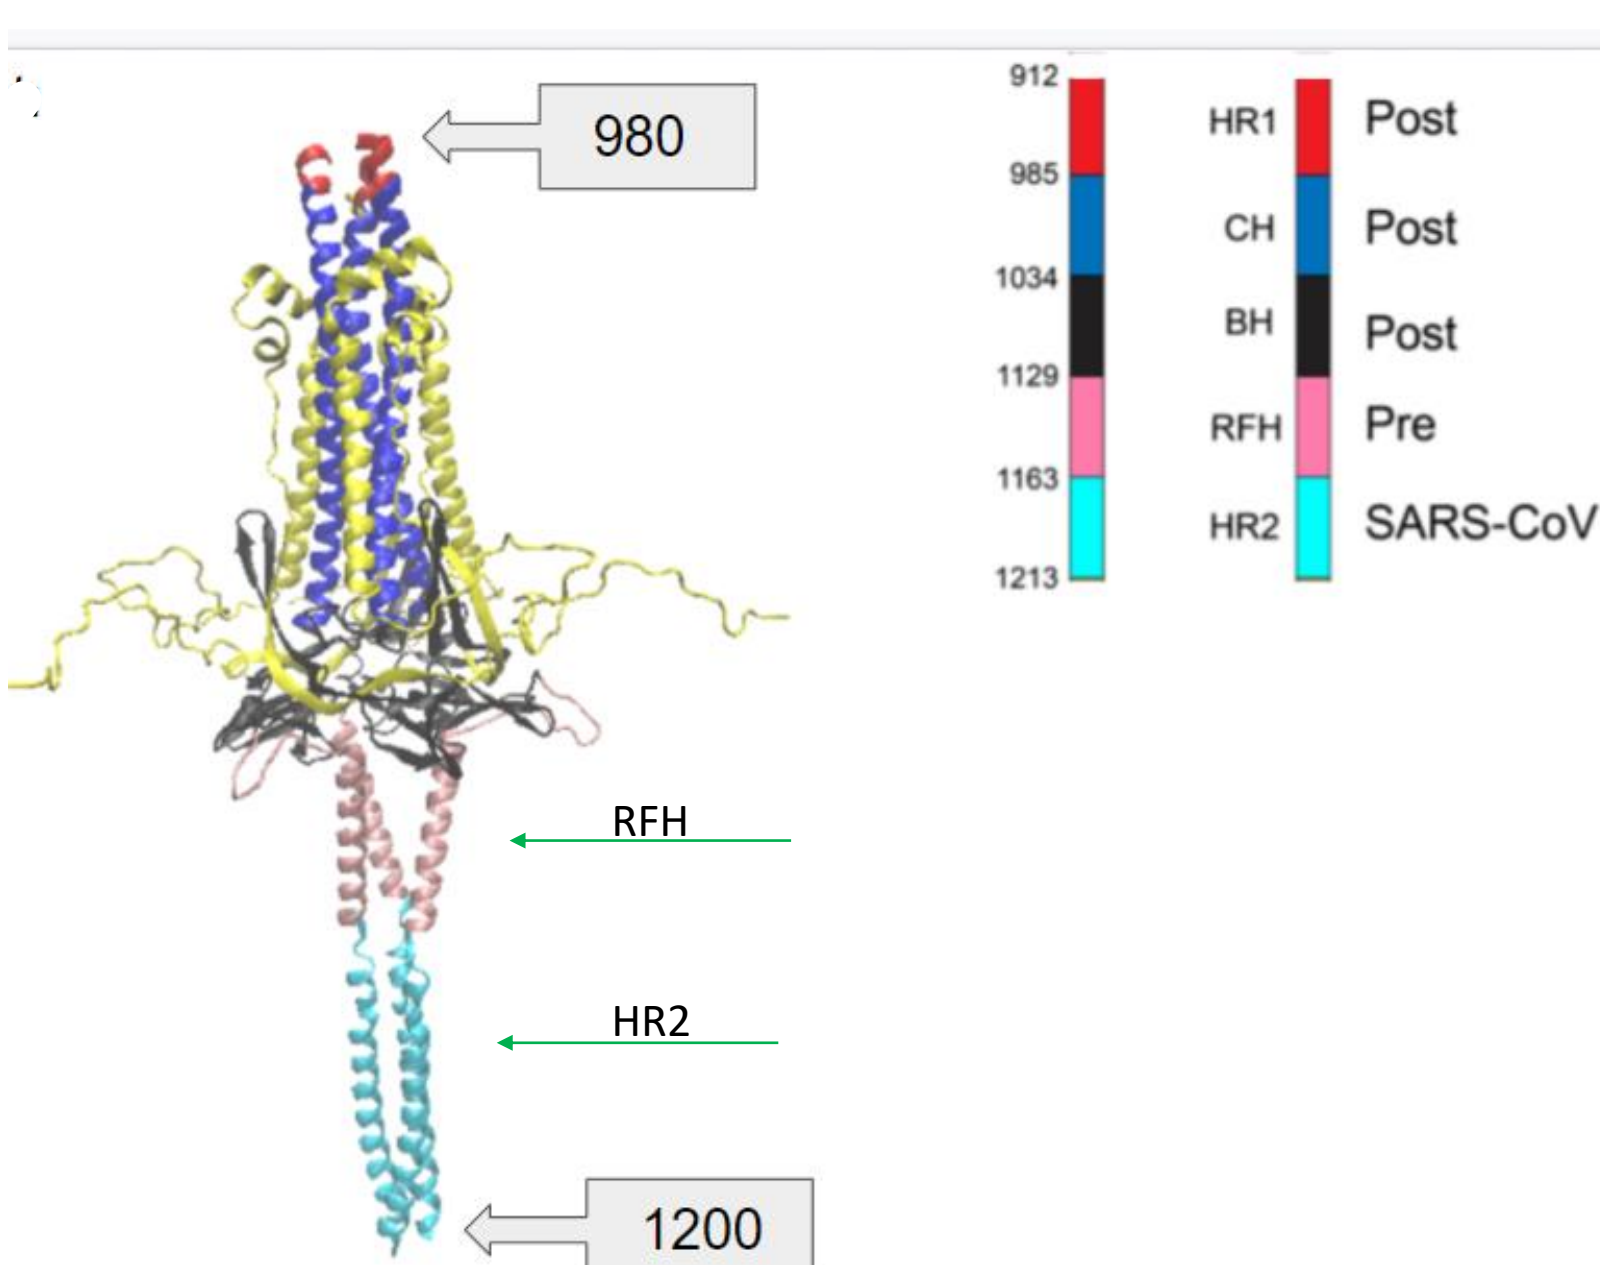 980
RFH
HR2
1200
912
985
1034
1129
1163
1213
HR1
CH
BH
RFH
HR2
Post
Post
Post
Pre
SARS-CoV